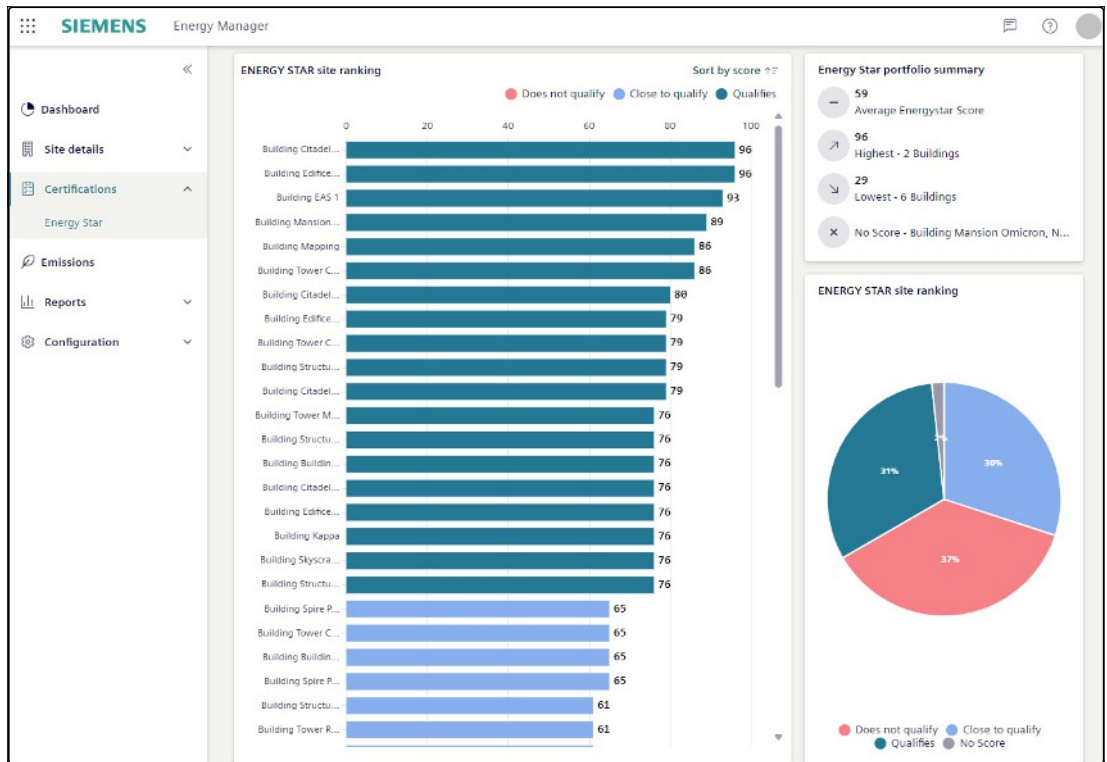 SIEMENS Energy Manager
Dashboard
Site details
Certifications
Energy Star
Emissions
Reports
Configuration
ENERGY STAR site ranking
Sort by score
Does not qualify Close to qualify Qualifies
0 20 40 60 80 100
Building Citadel... 96
Building Edifice... 96
Building EAS 1 93
Building Mansion... 89
Building Mapping 86
Building Tower C... 86
Building Citadel... 80
Building Edifice... 79
Building Tower C... 79
Building Structu... 79
Building Citadel... 79
Building Tower M... 76
Building Structu... 76
Building Buildin... 76
Building Citadel... 76
Building Edifice... 76
Building Kappa 76
Building Skyscra... 76
Building Structu... 76
Building Spire P... 65
Building Tower C... 65
Building Buildin... 65
Building Spire P... 65
Building Structu... 61
Building Tower R... 61
Energy Star portfolio summary
59
Average Energystar Score
96
Highest - 2 Buildings
29
Lowest - 6 Buildings
No Score - Building Mansion Omicron, N...
ENERGY STAR site ranking
30%
37%
31%
2%
Does not qualify Close to qualify
Qualifies No Score